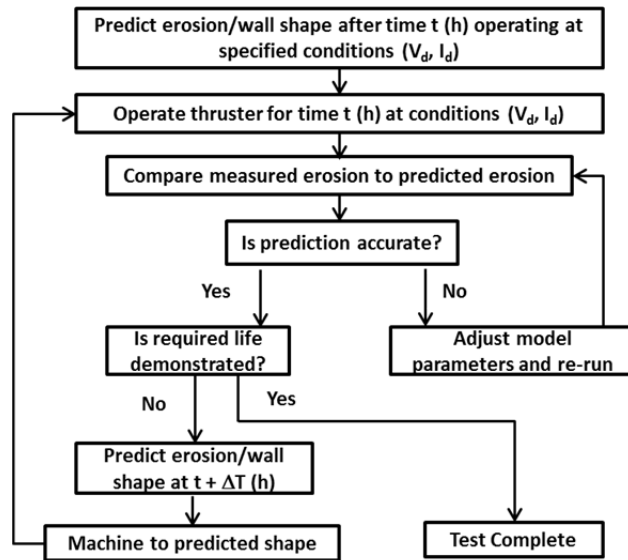 Predict erosion/wall shape after time t (h) operating at
specified conditions (V_d, I_d)
Operate thruster for time t (h) at conditions (V_d, I_d)
Compare measured erosion to predicted erosion
Is prediction accurate?
Yes
No
Is required life
demonstrated?
Adjust model
parameters and re-run
No
Yes
Predict erosion/wall
shape at t + ΔT (h)
Machine to predicted shape
Test Complete